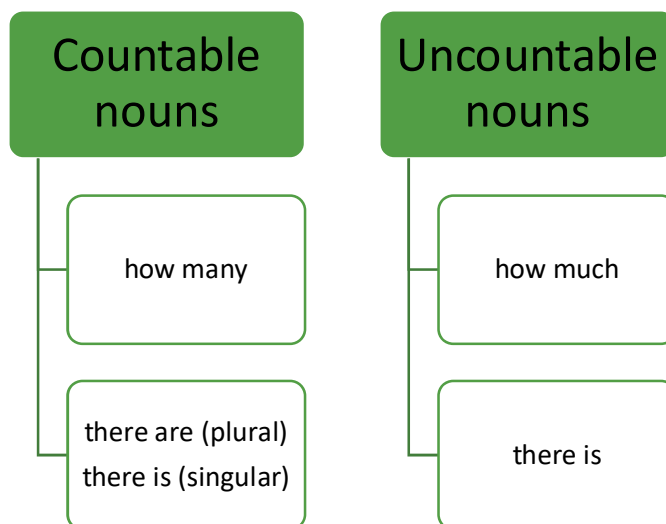 Countable
nouns
how many
there are (plural)
there is (singular)
Uncountable
nouns
how much
there is